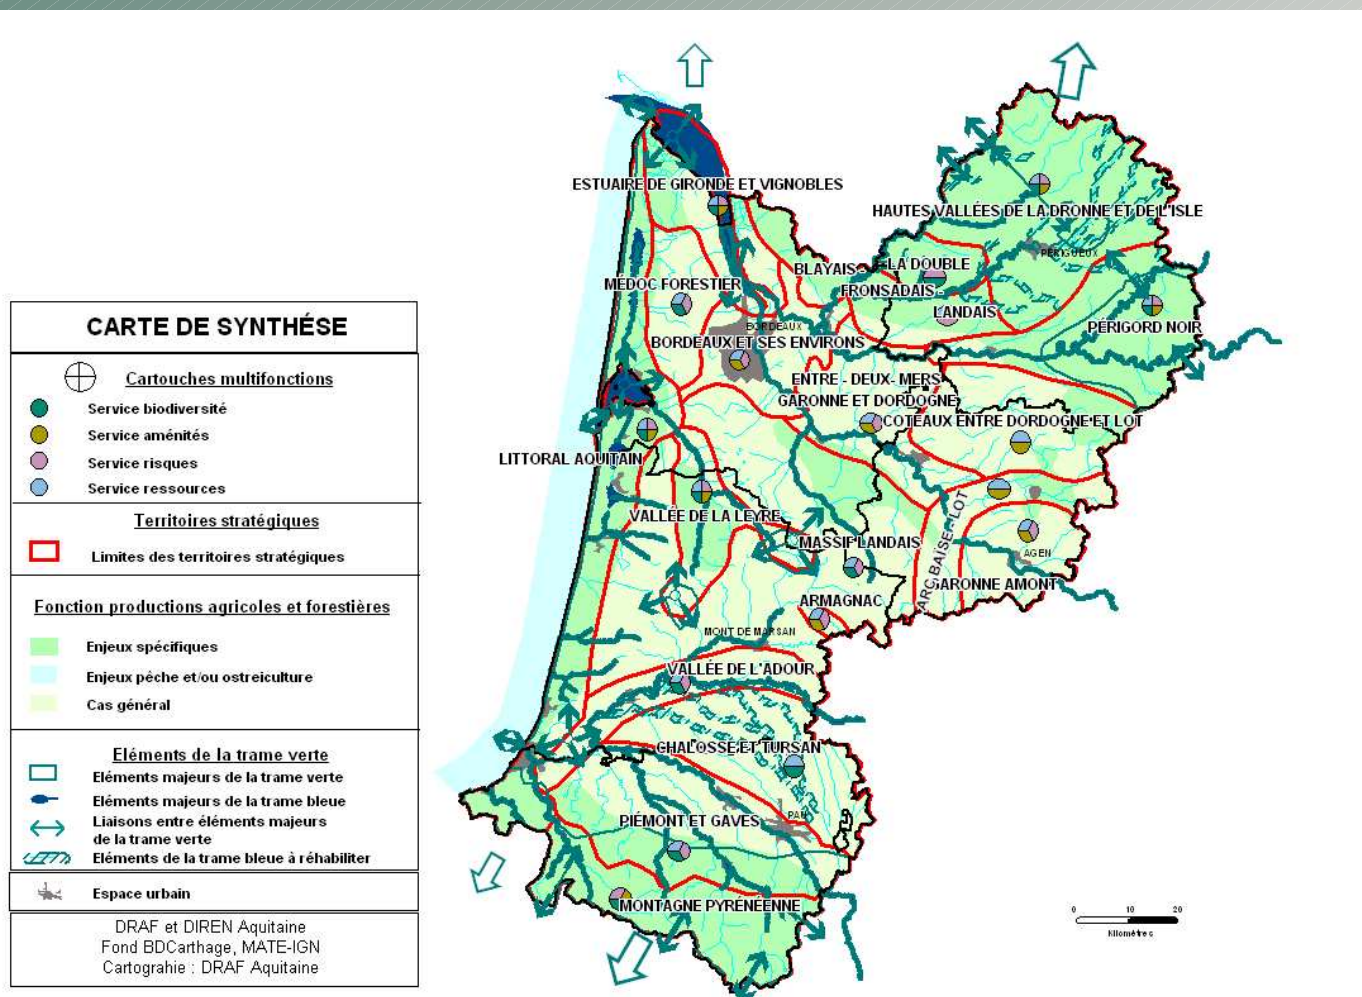 CARTE DE SYNTHÉSE
Cartouches multifonctions
Service biodiversité
Service aménités
Service risques
Service ressources
Territoires stratégiques
Limites des territoires stratégiques
Fonction productions agricoles et forestières
Enjeux spécifiques
Enjeux pêche et/ou ostreiculture
Cas général
Eléments de la trame verte
Eléments majeurs de la trame verte
Eléments majeurs de la trame bleue
Liaisons entre éléments majeurs
de la trame verte
Eléments de la trame bleue à réhabiliter
Espace urbain
DRAF et DIREN Aquitaine
Fond BDCarthage, MATE-IGN
Cartograhie : DRAF Aquitaine
ESTUAIRE DE GIRONDE ET VIGNOBLES
HAUTES VALLÉES DE LA DRONNE ET DE L'ISLE
PÉRIGUEUX
BLAYAIS -
LA DOUBLE
MÉDOC FORESTIER
FRONSADAIS -
LANDAIS
PÉRIGORD NOIR
BORDEAUX
BORDEAUX ET SES ENVIRONS
ENTRE - DEUX- MERS
GARONNE ET DORDOGNE
COTEAUX ENTRE DORDOGNE ET LOT
LITTORAL AQUITAIN
VALLÉE DE LA LEYRE
MASSIF LANDAIS
ARC BAÏSE - LOT
AGEN
GARONNE AMONT
ARMAGNAC
MONT DE MARSAN
VALLÉE DE L'ADOUR
CHALOSSE ET TURSAN
PAU
PIÉMONT ET GAVES
MONTAGNE PYRÉNÉENNE
0 10 20
Kilomètres